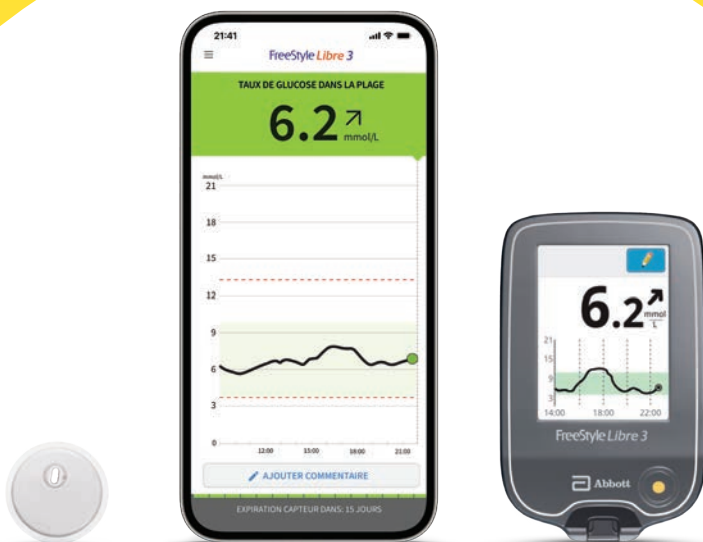 21:41
FreeStyle Libre 3
TAUX DE GLUCOSE DANS LA PLAGE
6.2
mmol/L
mmol/L
21
18
15
12
9
6
3
0
12:00 15:00 18:00 21:00
AJOUTER COMMENTAIRE
EXPIRATION CAPTEUR DANS: 15 JOURS
6.2
mmol
L
21
15
9
3
14:00 18:00 22:00
FreeStyle Libre 3
Abbott